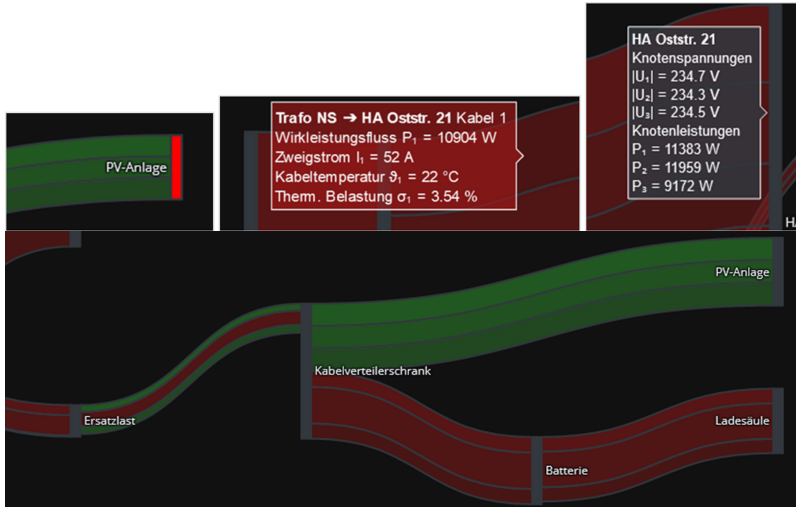 PV-Anlage
Trafo NS ➔ HA Oststr. 21 Kabel 1
Wirkleistungsfluss P₁ = 10904 W
Zweigstrom I₁ = 52 A
Kabeltemperatur ϑ₁ = 22 °C
Therm. Belastung σ₁ = 3.54 %
HA Oststr. 21
Knotenspannungen
|U₁| = 234.7 V
|U₂| = 234.3 V
|U₃| = 234.5 V
Knotenleistungen
P₁ = 11383 W
P₂ = 11959 W
P₃ = 9172 W
PV-Anlage
Kabelverteilerschrank
Ersatzlast
Ladesäule
Batterie